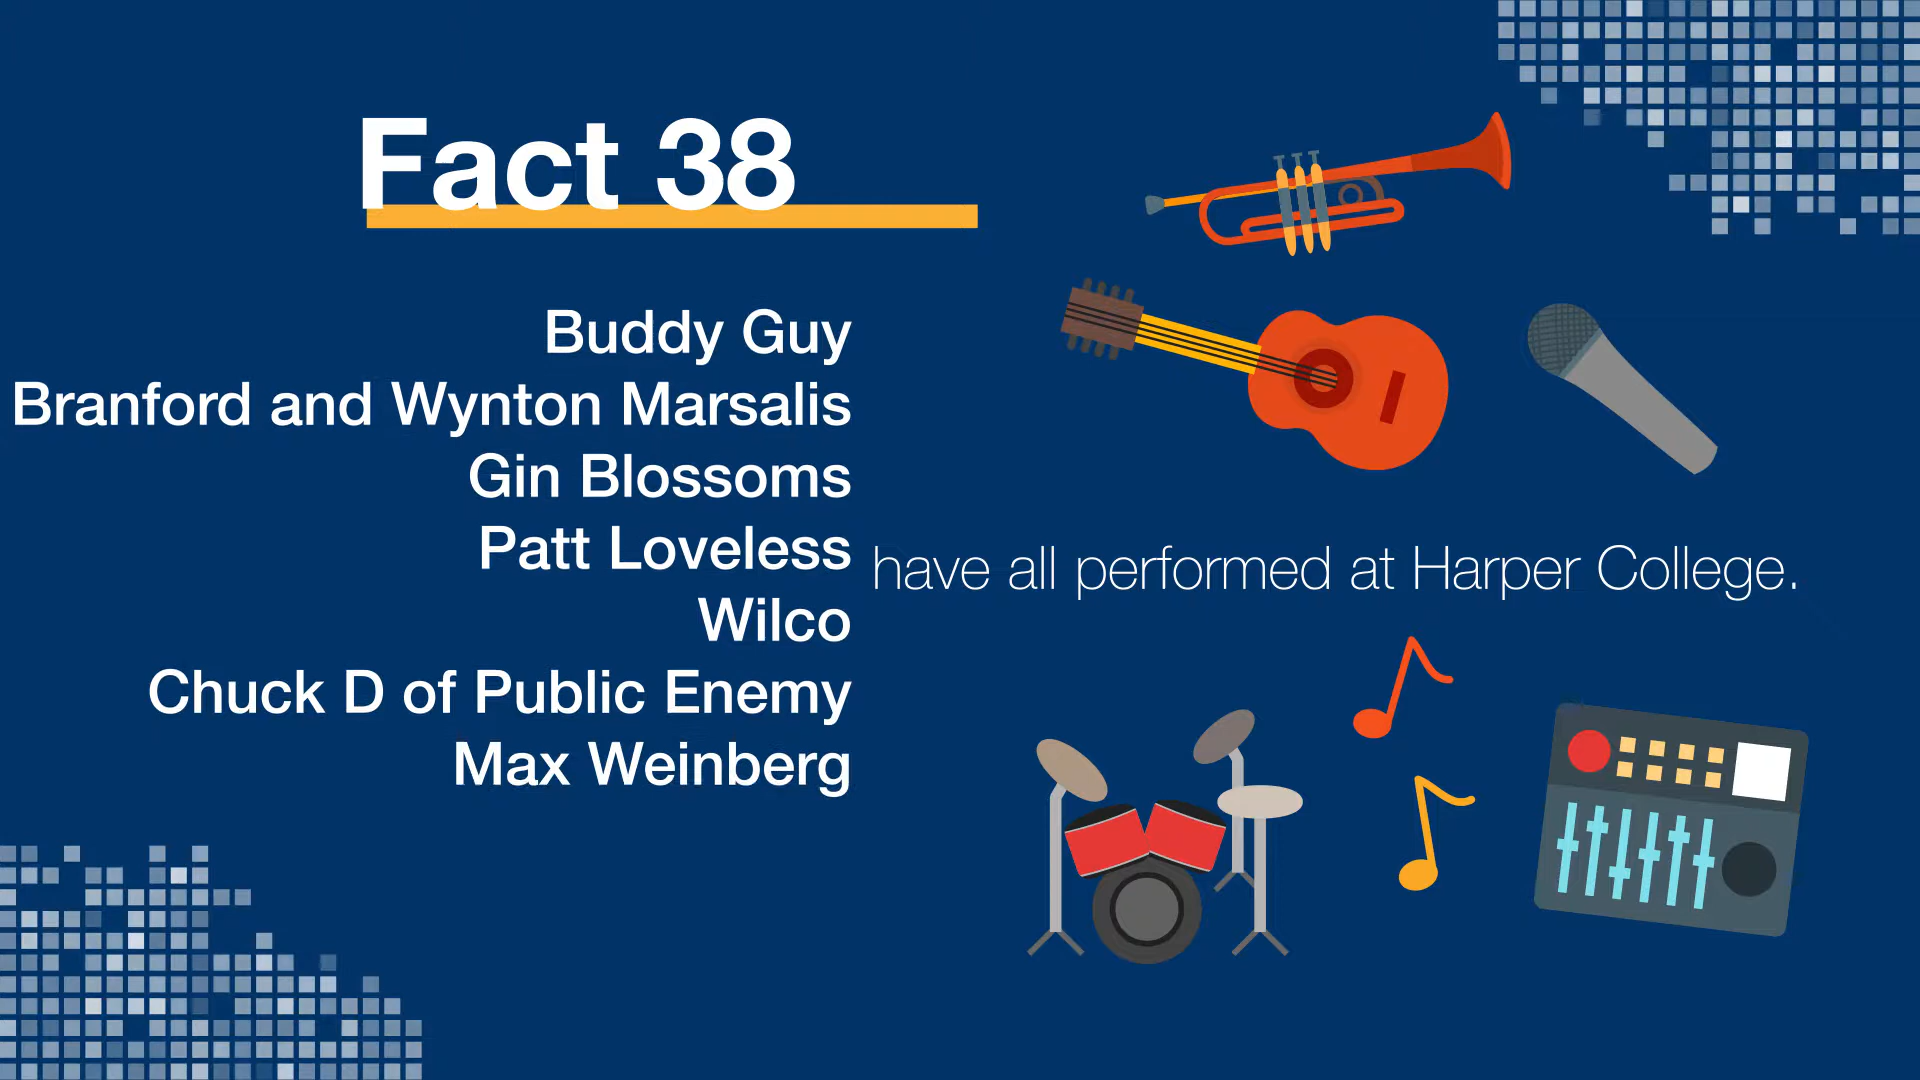 Fact 38
Buddy Guy
Branford and Wynton Marsalis
Gin Blossoms
Patt Loveless
Wilco
Chuck D of Public Enemy
Max Weinberg
have all performed at Harper College.